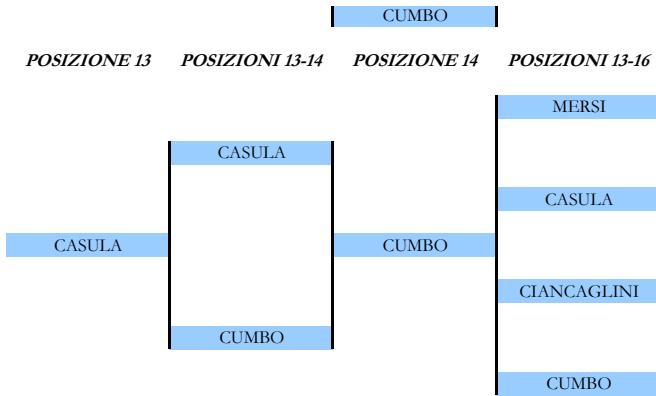 CUMBO
POSIZIONE 13 POSIZIONI 13-14 POSIZIONE 14 POSIZIONI 13-16
MERSI
CASULA
CASULA
CASULA CUMBO
CIANCAGLINI
CUMBO
CUMBO